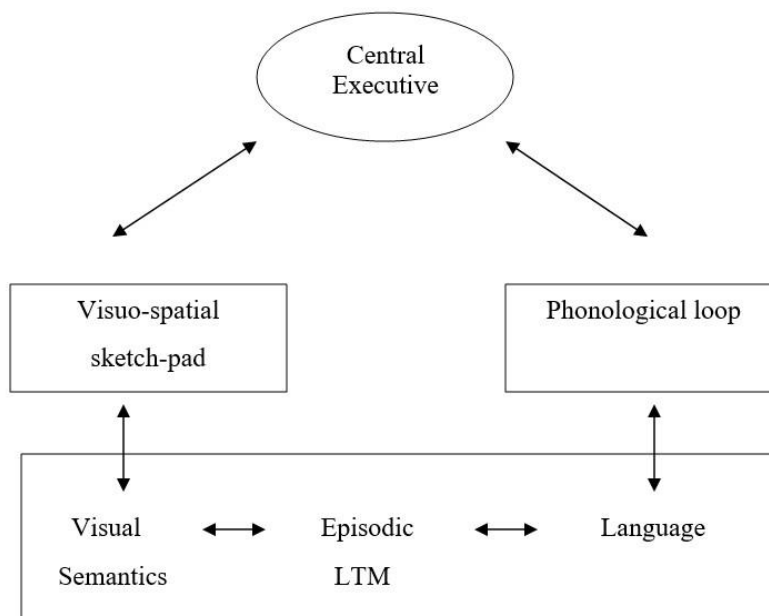 Central
Executive
Visuo-spatial
sketch-pad
Phonological loop
Visual
Semantics
Episodic
LTM
Language